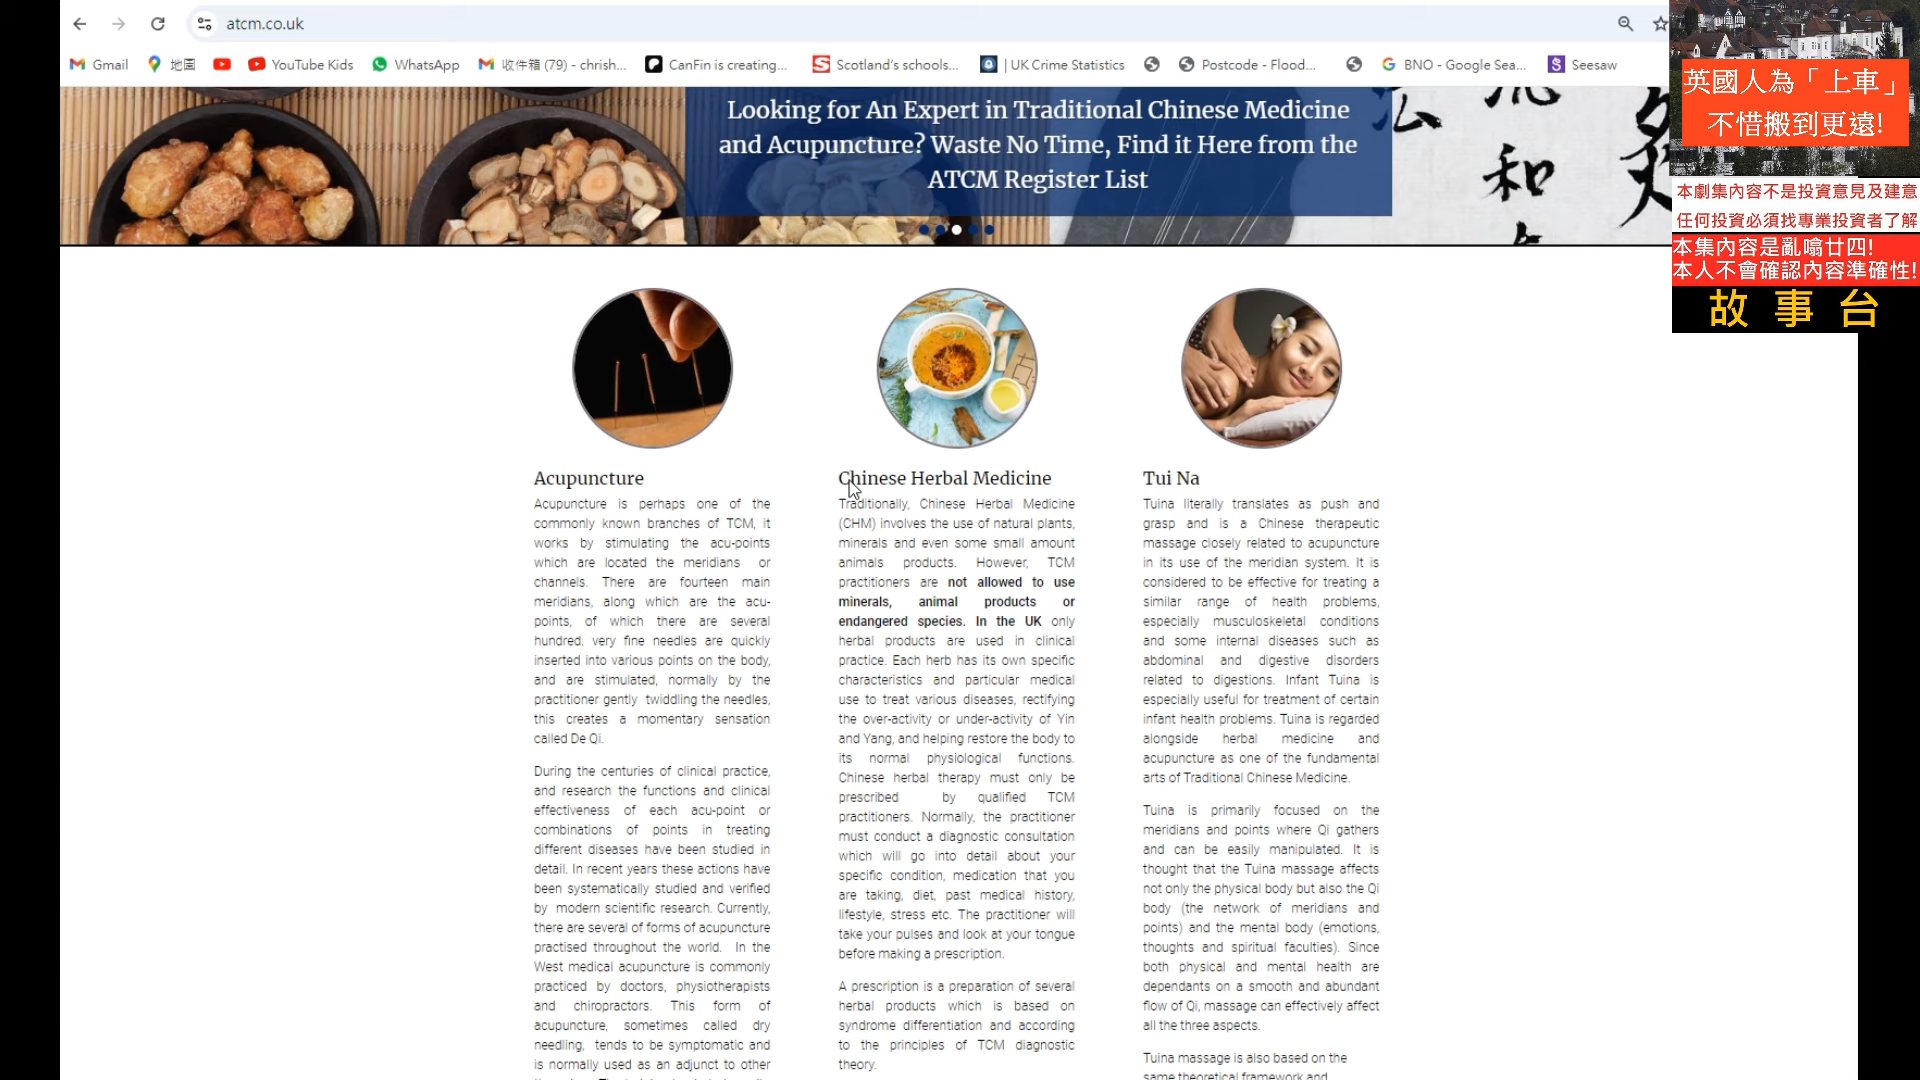 atcm.co.uk
Gmail
地圖
YouTube Kids
WhatsApp
收件箱 (79) - chrish...
CanFin is creating...
Scotland's schools...
| UK Crime Statistics
Postcode - Flood...
BNO - Google Sea...
Seesaw
Looking for An Expert in Traditional Chinese Medicine
and Acupuncture? Waste No Time, Find it Here from the
ATCM Register List
和
英國人為「上車」
不惜搬到更遠!
本劇集內容不是投資意見及建意
任何投資必須找專業投資者了解
本集內容是亂噏廿四!
本人不會確認內容準確性!
故事台
Acupuncture
Acupuncture is perhaps one of the
commonly known branches of TCM, it
works by stimulating the acu-points
which are located the meridians or
channels. There are fourteen main
meridians, along which are the acu-
points, of which there are several
hundred. very fine needles are quickly
inserted into various points on the body,
and are stimulated, normally by the
practitioner gently twiddling the needles,
this creates a momentary sensation
called De Qi.
During the centuries of clinical practice,
and research the functions and clinical
effectiveness of each acu-point or
combinations of points in treating
different diseases have been studied in
detail. In recent years these actions have
been systematically studied and verified
by modern scientific research. Currently,
there are several of forms of acupuncture
practised throughout the world. In the
West medical acupuncture is commonly
practiced by doctors, physiotherapists
and chiropractors. This form of
acupuncture, sometimes called dry
needling, tends to be symptomatic and
is normally used as an adjunct to other
Chinese Herbal Medicine
Traditionally, Chinese Herbal Medicine
(CHM) involves the use of natural plants,
minerals and even some small amount
animals products. However, TCM
practitioners are not allowed to use
minerals, animal products or
endangered species. In the UK only
herbal products are used in clinical
practice. Each herb has its own specific
characteristics and particular medical
use to treat various diseases, rectifying
the over-activity or under-activity of Yin
and Yang, and helping restore the body to
its normal physiological functions.
Chinese herbal therapy must only be
prescribed by qualified TCM
practitioners. Normally, the practitioner
must conduct a diagnostic consultation
which will go into detail about your
specific condition, medication that you
are taking, diet, past medical history,
lifestyle, stress etc. The practitioner will
take your pulses and look at your tongue
before making a prescription.
A prescription is a preparation of several
herbal products which is based on
syndrome differentiation and according
to the principles of TCM diagnostic
theory.
Tui Na
Tuina literally translates as push and
grasp and is a Chinese therapeutic
massage closely related to acupuncture
in its use of the meridian system. It is
considered to be effective for treating a
similar range of health problems,
especially musculoskeletal conditions
and some internal diseases such as
abdominal and digestive disorders
related to digestions. Infant Tuina is
especially useful for treatment of certain
infant health problems. Tuina is regarded
alongside herbal medicine and
acupuncture as one of the fundamental
arts of Traditional Chinese Medicine.
Tuina is primarily focused on the
meridians and points where Qi gathers
and can be easily manipulated. It is
thought that the Tuina massage affects
not only the physical body but also the Qi
body (the network of meridians and
points) and the mental body (emotions,
thoughts and spiritual faculties). Since
both physical and mental health are
dependants on a smooth and abundant
flow of Qi, massage can effectively affect
all the three aspects.
Tuina massage is also based on the
same theoretical framework and